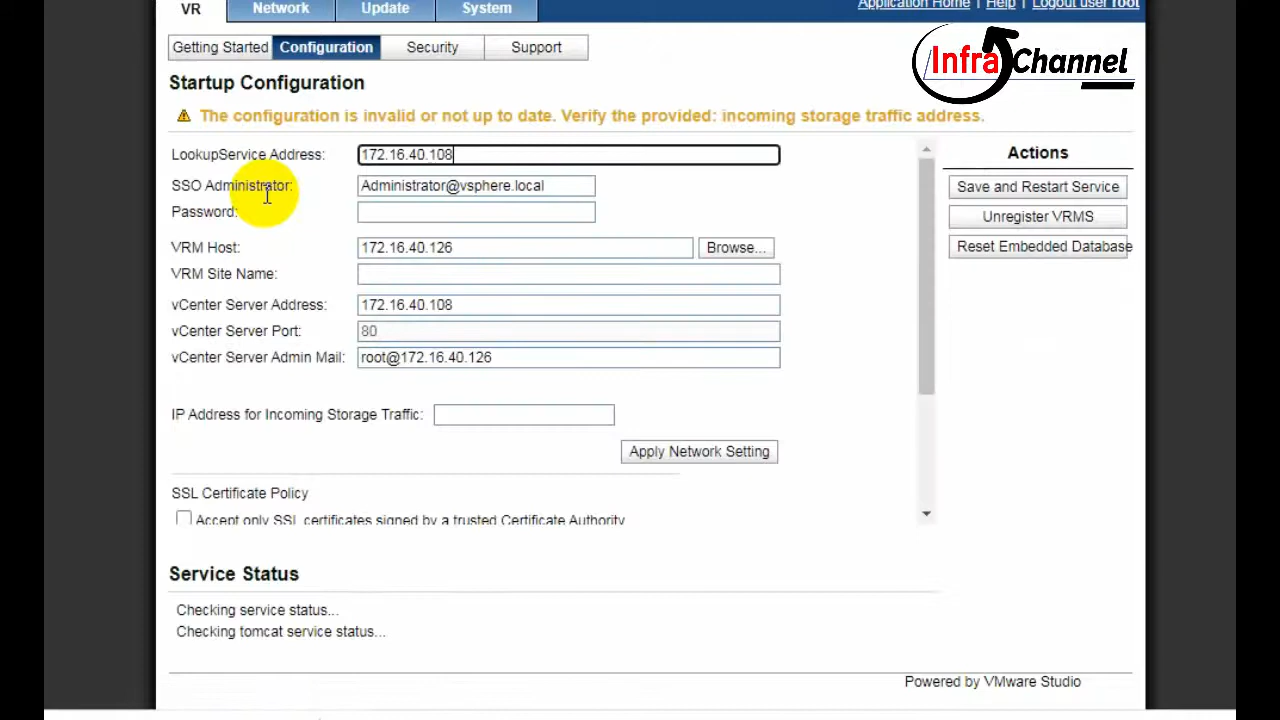 VR Network Update System Application Home | Help | Logout user root
Infra Channel
Getting Started Configuration Security Support
Startup Configuration
The configuration is invalid or not up to date. Verify the provided: incoming storage traffic address.
LookupService Address: 172.16.40.108
SSO Administrator: Administrator@vsphere.local
Password:
VRM Host: 172.16.40.126 Browse...
VRM Site Name:
vCenter Server Address: 172.16.40.108
vCenter Server Port: 80
vCenter Server Admin Mail: root@172.16.40.126
IP Address for Incoming Storage Traffic:
Apply Network Setting
SSL Certificate Policy
Accept only SSL certificates signed by a trusted Certificate Authority
Actions
Save and Restart Service
Unregister VRMS
Reset Embedded Database
Service Status
Checking service status...
Checking tomcat service status...
Powered by VMware Studio